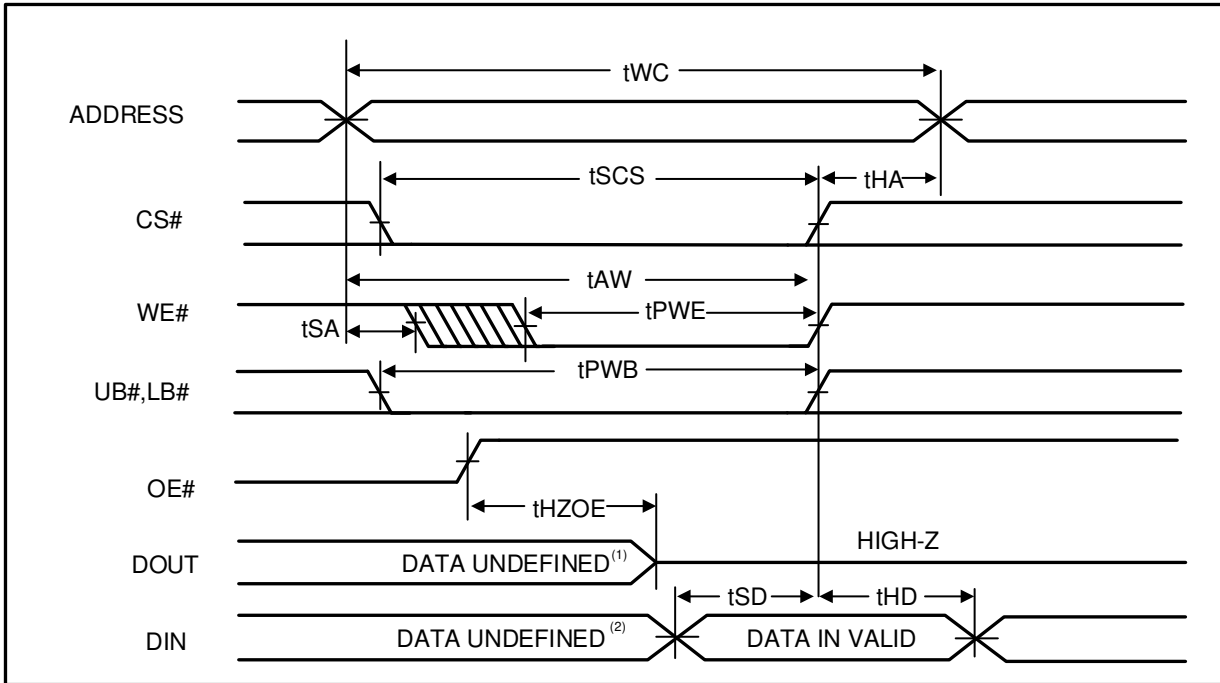 tWC
ADDRESS
tSCS
tHA
CS#
tAW
WE#
tSA
tPWE
tPWB
UB#,LB#
OE#
tHZOE
HIGH-Z
DOUT
DATA UNDEFINED(1)
tSD
tHD
DIN
DATA UNDEFINED (2)
DATA IN VALID